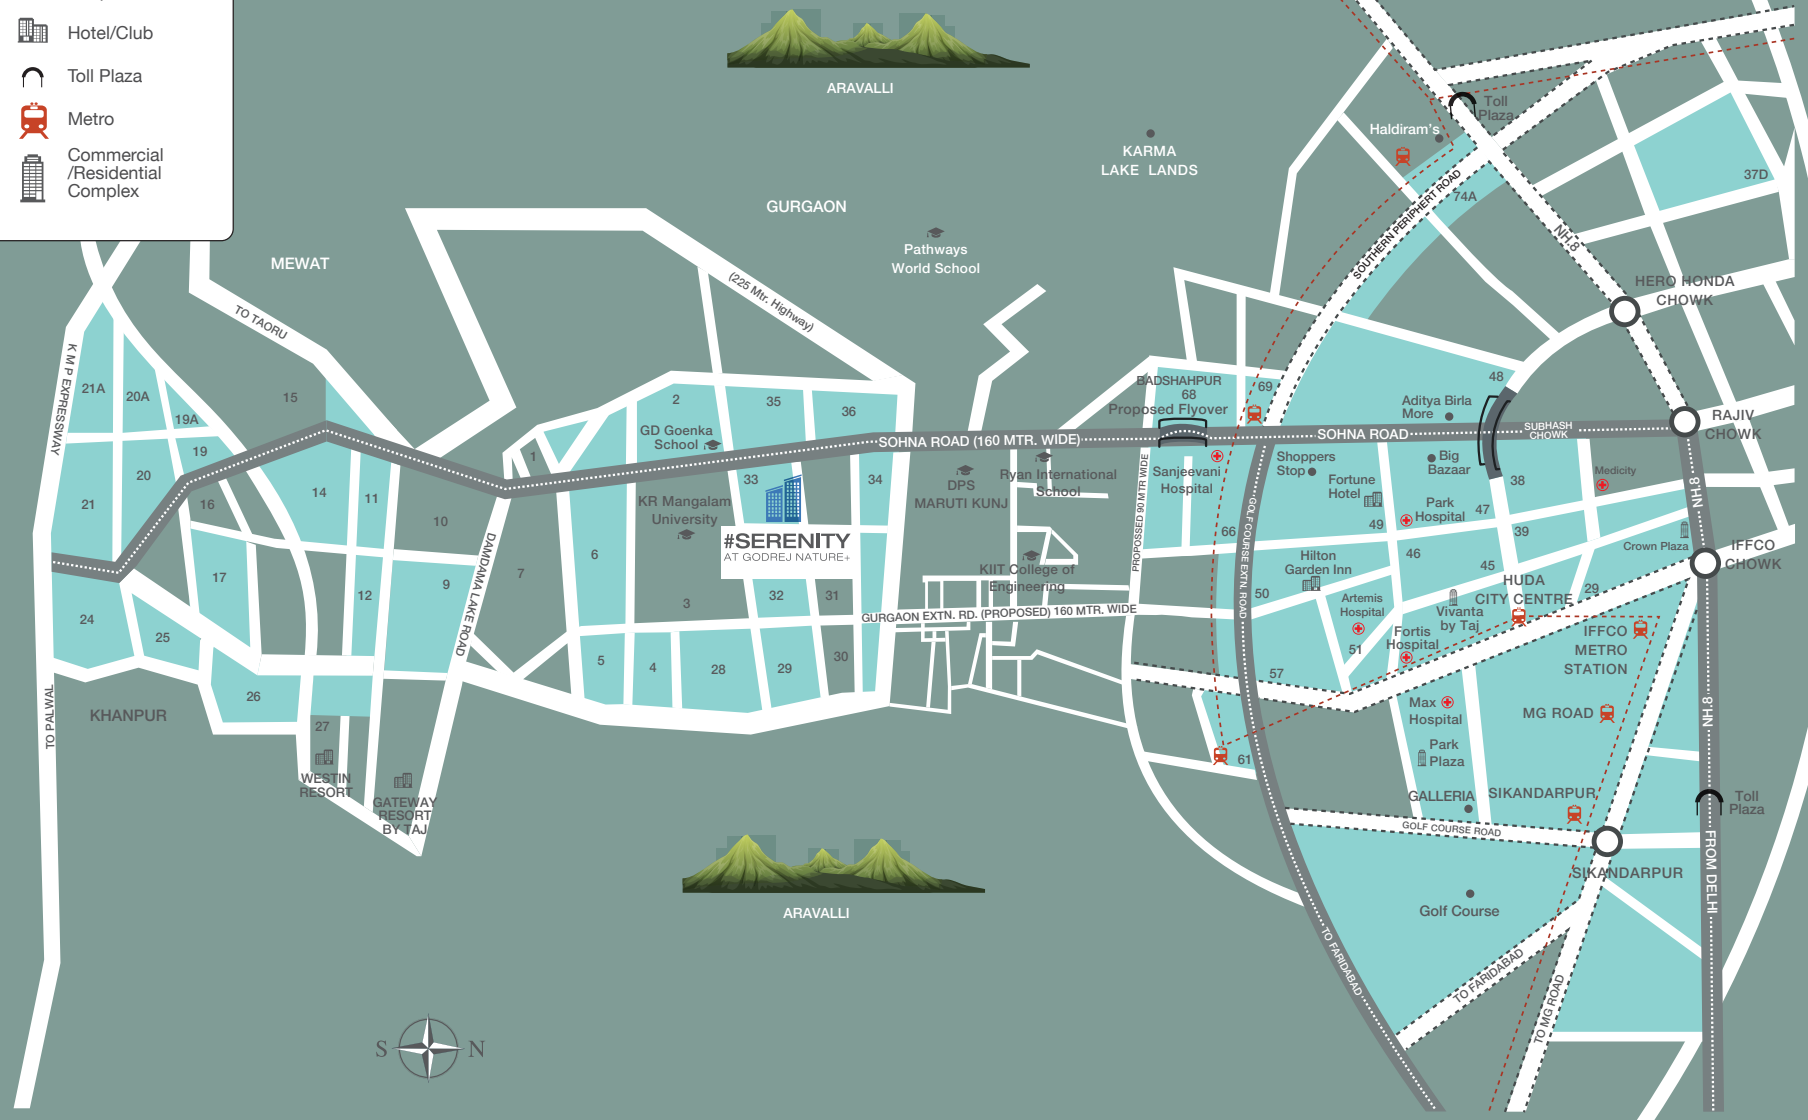 Hotel/Club
Toll Plaza
Metro
Commercial
/Residential
Complex
ARAVALLI
KARMA
LAKE LANDS
GURGAON
Pathways
World School
MEWAT
TO TAORU
(225 Mtr. Highway)
Toll
Plaza
Haldiram's
37D
74A
SOUTHERN PERIPHERT ROAD
NH.8
HERO HONDA
CHOWK
K M P EXPRESSWAY
21A
20A
19A
15
19
20
21
16
14
11
10
17
12
9
24
25
26
27
KHANPUR
TO PALWAL
WESTIN
RESORT
GATEWAY
RESORT
BY TAJ
DAMDAMA LAKE ROAD
1
2
35
36
GD Goenka
School
SOHNA ROAD (160 MTR. WIDE)
33
34
KR Mangalam
University
6
7
3
#SERENITY
AT GODREJ NATURE+
32
31
5
4
28
29
30
DPS
MARUTI KUNJ
Ryan International
School
KIIT College of
Engineering
GURGAON EXTN. RD. (PROPOSED) 160 MTR. WIDE
PROPOSSED 90 MTR WIDE
BADSHAHPUR
68
69
Proposed Flyover
Sanjeevani
Hospital
66
GOLF COURSE EXTN. ROAD
SOHNA ROAD
48
Aditya Birla
More
SUBHASH
CHOWK
RAJIV
CHOWK
Shoppers
Stop
Big
Bazaar
Fortune
Hotel
38
Medicity
Park
Hospital
47
49
39
NH.8
46
45
Crown Plaza
IFFCO
CHOWK
Hilton
Garden Inn
50
Artemis
Hospital
HUDA
CITY CENTRE
29
Vivanta
by Taj
Fortis
Hospital
51
IFFCO
METRO
STATION
57
Max
Hospital
MG ROAD
NH.8
61
Park
Plaza
GALLERIA
SIKANDARPUR
Toll
Plaza
GOLF COURSE ROAD
SIKANDARPUR
FROM DELHI
Golf Course
TO FARIDABAD
TO FARIDABAD
TO MG ROAD
ARAVALLI
S
N